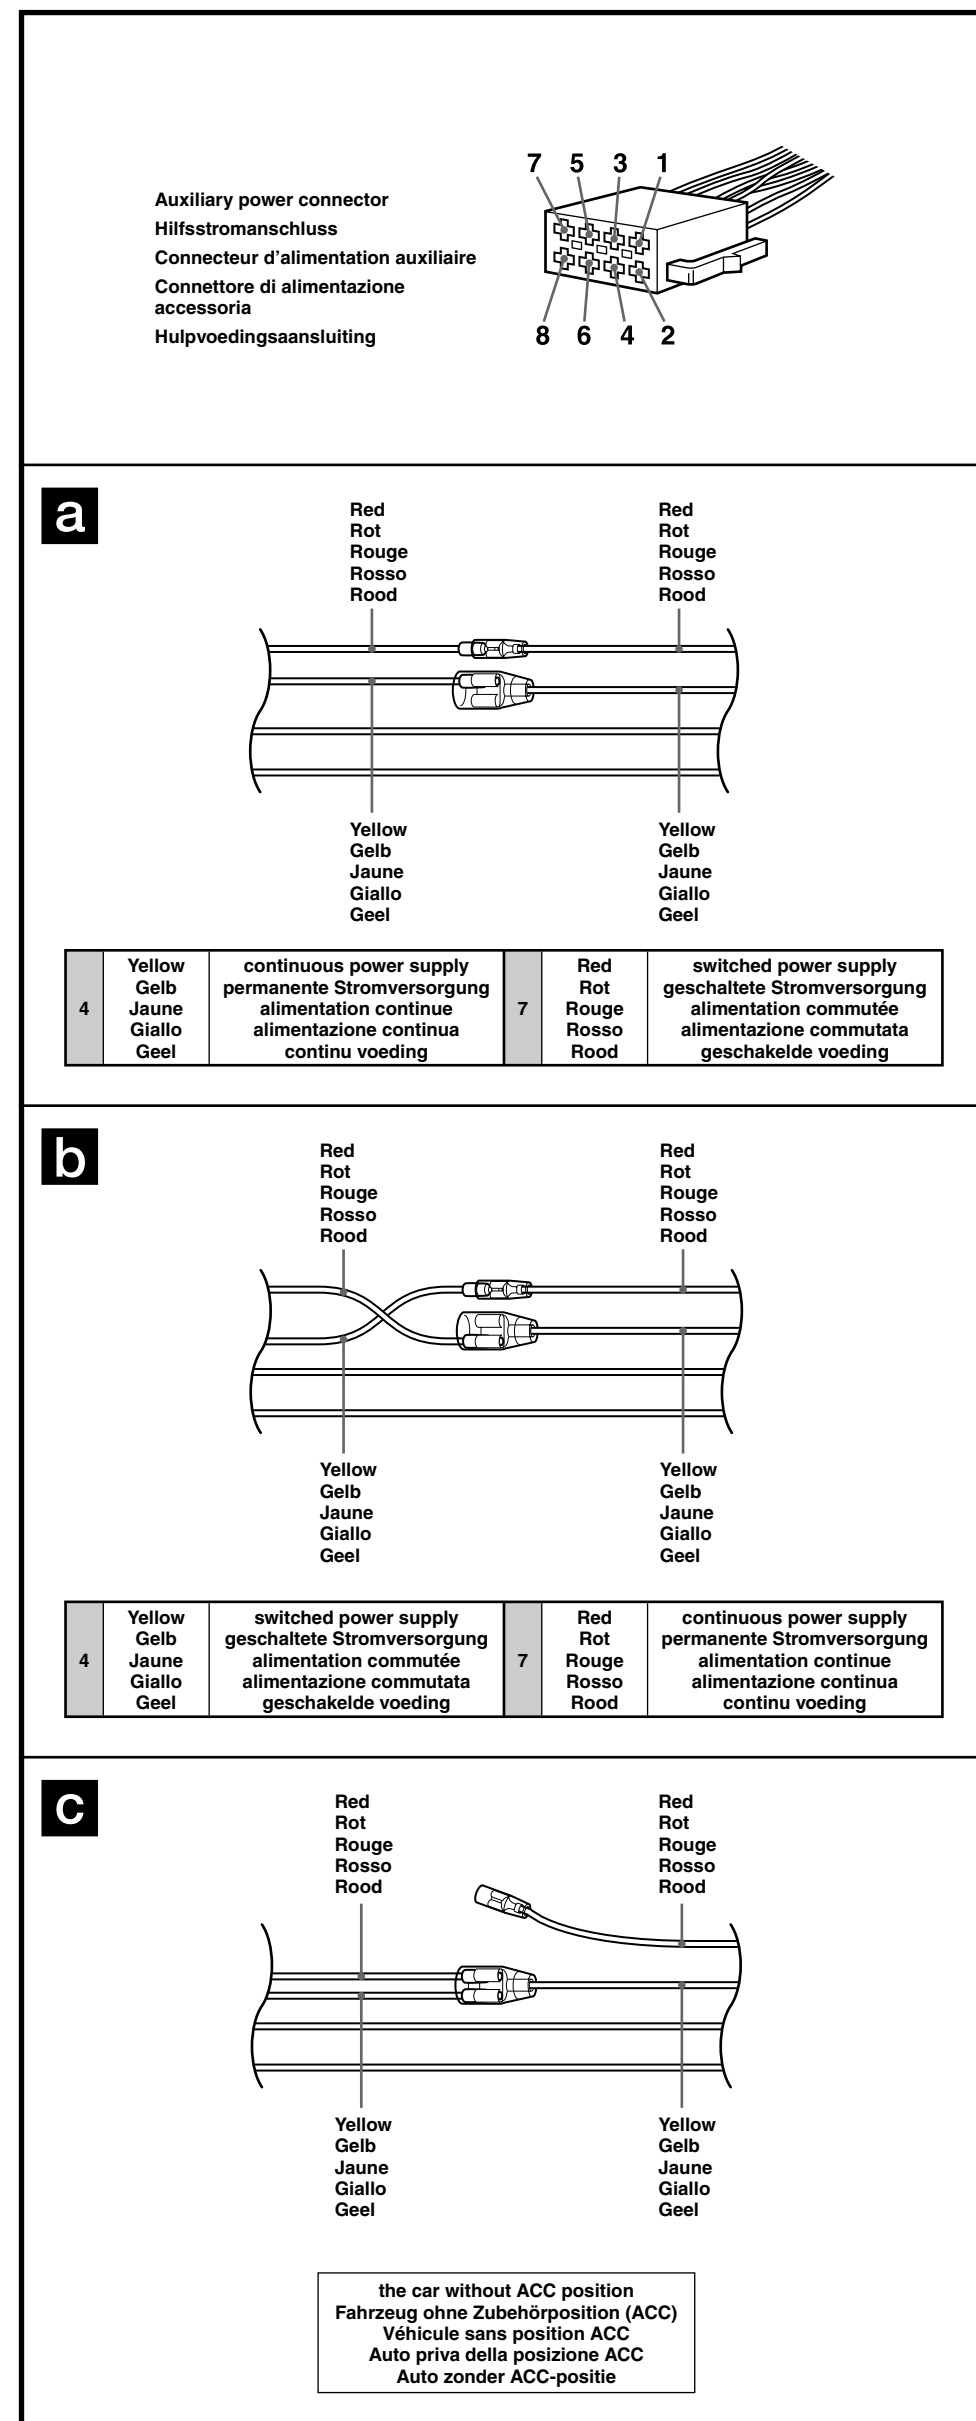 7 5 3 1
Auxiliary power connector
Hilfsstromanschluss
Connecteur d'alimentation auxiliaire
Connettore di alimentazione
accessoria
Hulpvoedingsaansluiting
8 6 4 2
a
Red
Rot
Rouge
Rosso
Rood
Red
Rot
Rouge
Rosso
Rood
Yellow
Gelb
Jaune
Giallo
Geel
Yellow
Gelb
Jaune
Giallo
Geel
4
Yellow
Gelb
Jaune
Giallo
Geel
continuous power supply
permanente Stromversorgung
alimentation continue
alimentazione continua
continu voeding
7
Red
Rot
Rouge
Rosso
Rood
switched power supply
geschaltete Stromversorgung
alimentation commutée
alimentazione commutata
geschakelde voeding
b
Red
Rot
Rouge
Rosso
Rood
Red
Rot
Rouge
Rosso
Rood
Yellow
Gelb
Jaune
Giallo
Geel
Yellow
Gelb
Jaune
Giallo
Geel
4
Yellow
Gelb
Jaune
Giallo
Geel
switched power supply
geschaltete Stromversorgung
alimentation commutée
alimentazione commutata
geschakelde voeding
7
Red
Rot
Rouge
Rosso
Rood
continuous power supply
permanente Stromversorgung
alimentation continue
alimentazione continua
continu voeding
c
Red
Rot
Rouge
Rosso
Rood
Red
Rot
Rouge
Rosso
Rood
Yellow
Gelb
Jaune
Giallo
Geel
Yellow
Gelb
Jaune
Giallo
Geel
the car without ACC position
Fahrzeug ohne Zubehörposition (ACC)
Véhicule sans position ACC
Auto priva della posizione ACC
Auto zonder ACC-positie